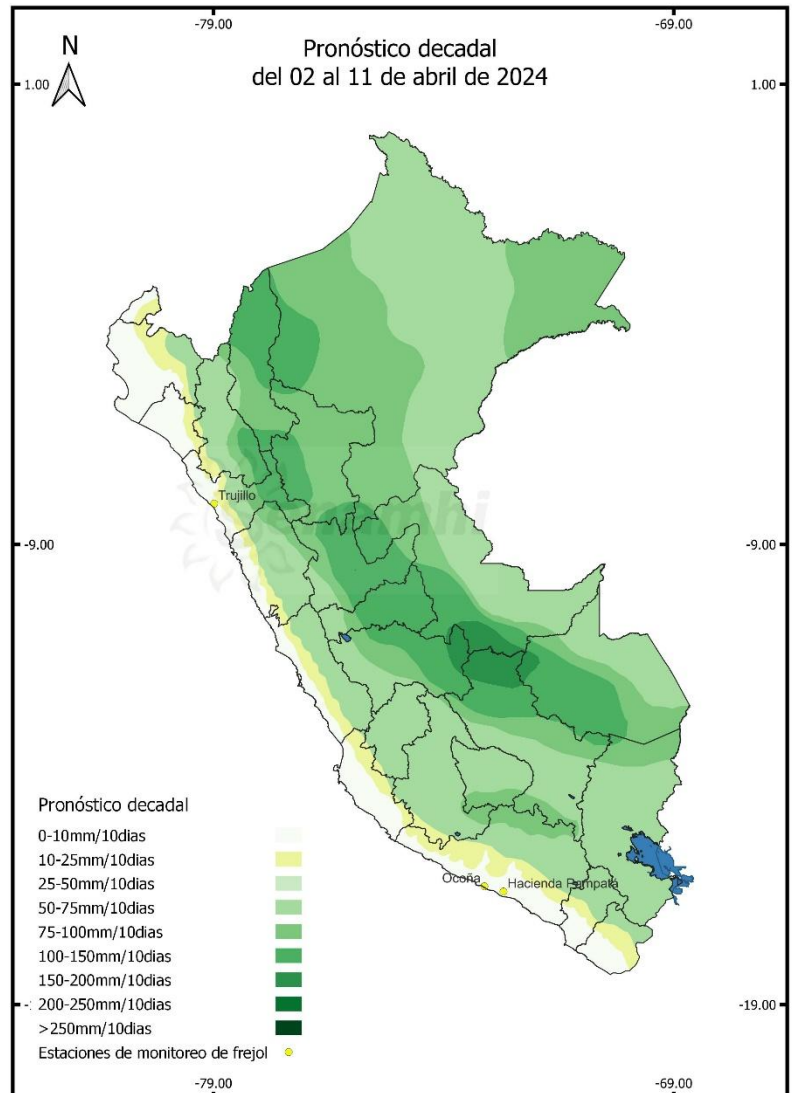 -79.00
-69.00
N
Pronóstico decadal
del 02 al 11 de abril de 2024
1.00
1.00
Trujillo
enamhi
-9.00
-9.00
Ocoña
Hacienda Pampata
Pronóstico decadal
0-10mm/10dias
10-25mm/10dias
25-50mm/10dias
50-75mm/10dias
75-100mm/10dias
100-150mm/10dias
150-200mm/10dias
200-250mm/10dias
>250mm/10dias
Estaciones de monitoreo de frejol
-19.00
-79.00
-69.00